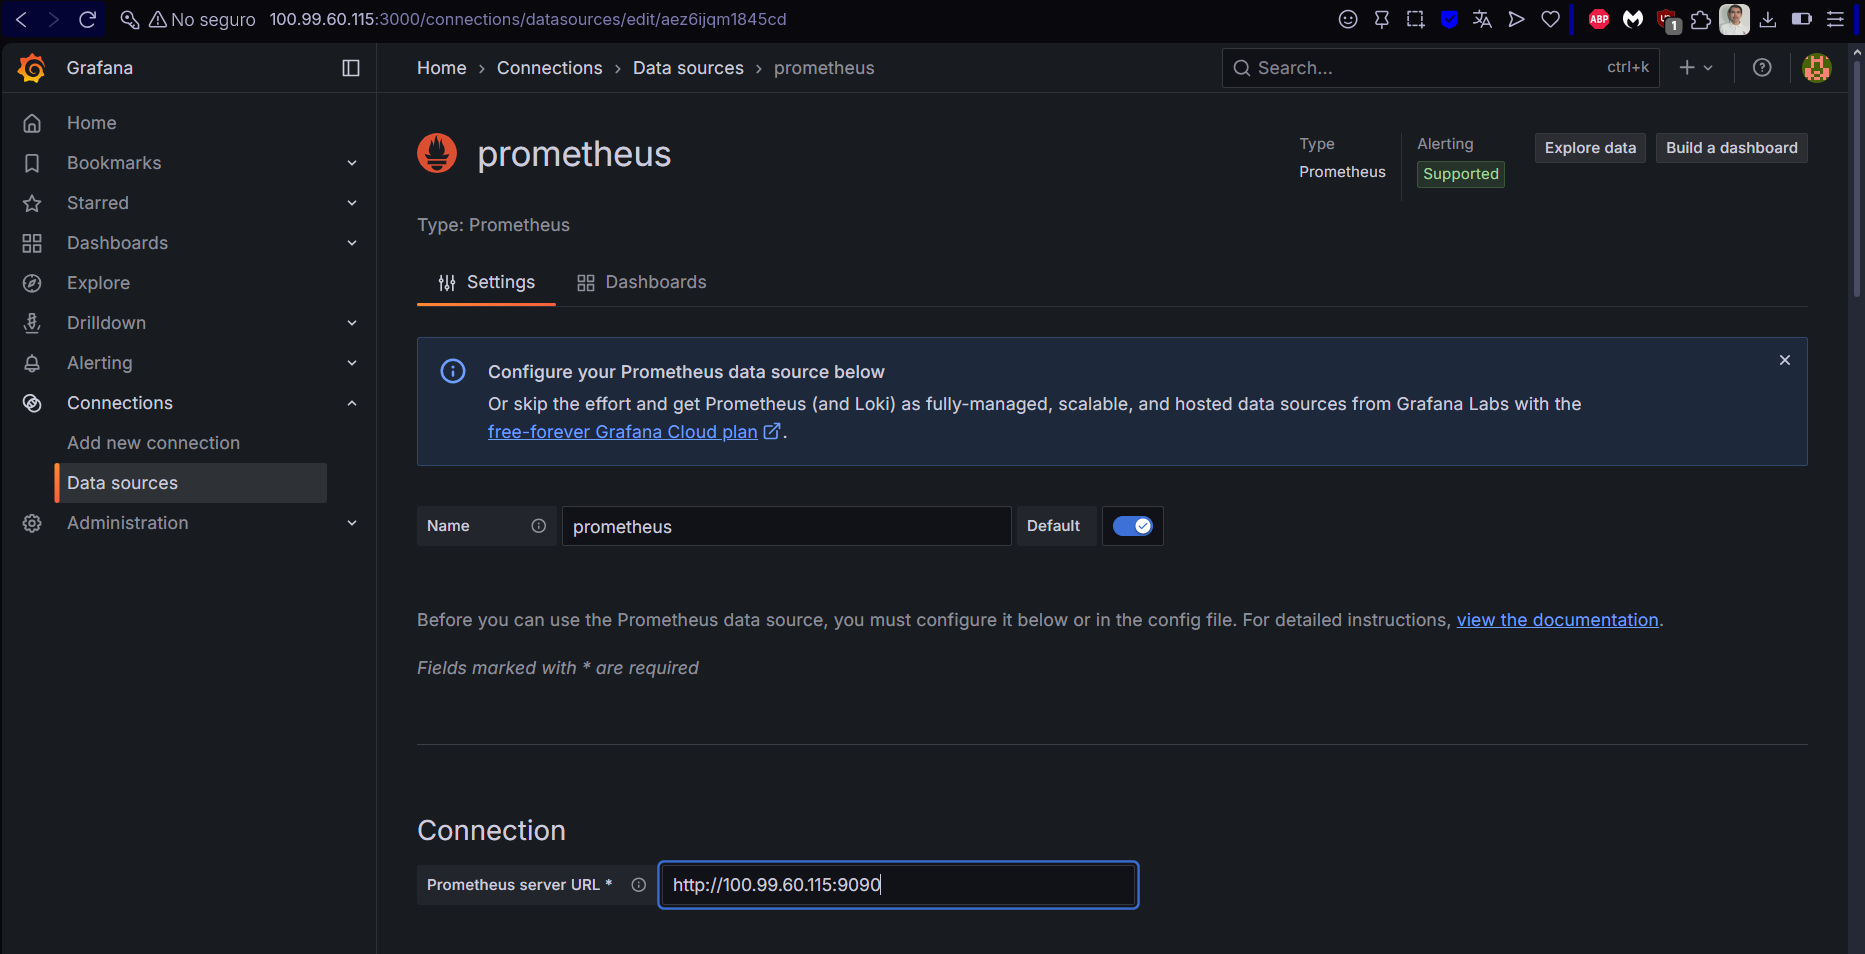 No seguro 100.99.60.115:3000/connections/datasources/edit/aez6ijqm1845cd
ABP
1
Grafana
Home › Connections › Data sources › prometheus
Search...
ctrl+k
Home
Bookmarks
Starred
Dashboards
Explore
Drilldown
Alerting
Connections
Add new connection
Data sources
Administration
prometheus
Type
Prometheus
Alerting
Supported
Explore data
Build a dashboard
Type: Prometheus
Settings
Dashboards
Configure your Prometheus data source below
Or skip the effort and get Prometheus (and Loki) as fully-managed, scalable, and hosted data sources from Grafana Labs with the
free-forever Grafana Cloud plan.
Name
prometheus
Default
Before you can use the Prometheus data source, you must configure it below or in the config file. For detailed instructions, view the documentation.
Fields marked with * are required
Connection
Prometheus server URL *
http://100.99.60.115:9090